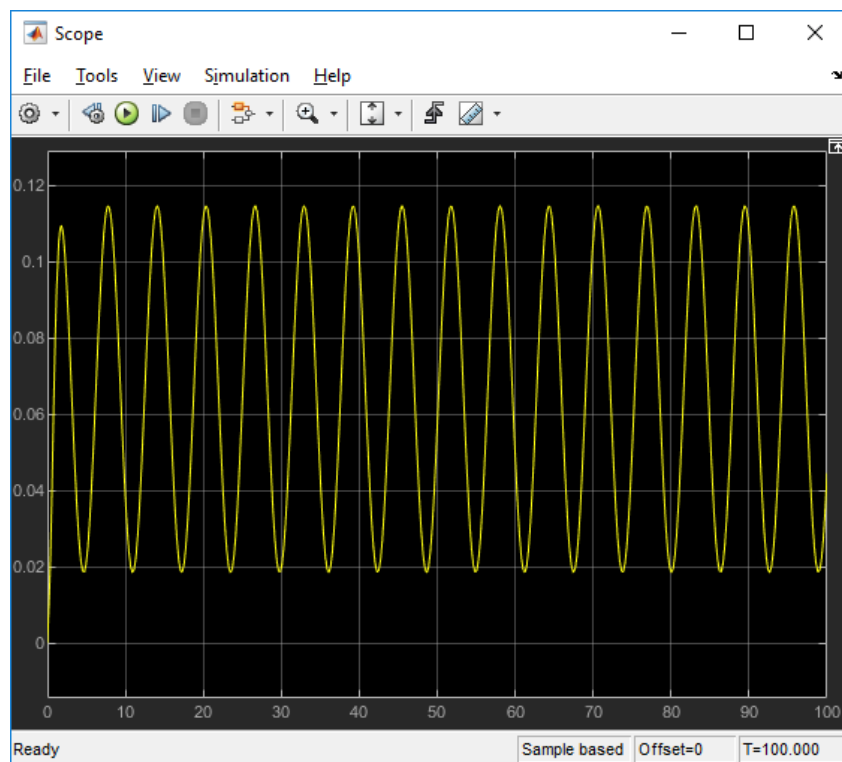 Scope
File Tools View Simulation Help
0.12
0.1
0.08
0.06
0.04
0.02
0
0 10 20 30 40 50 60 70 80 90 100
Ready Sample based Offset=0 T=100.000